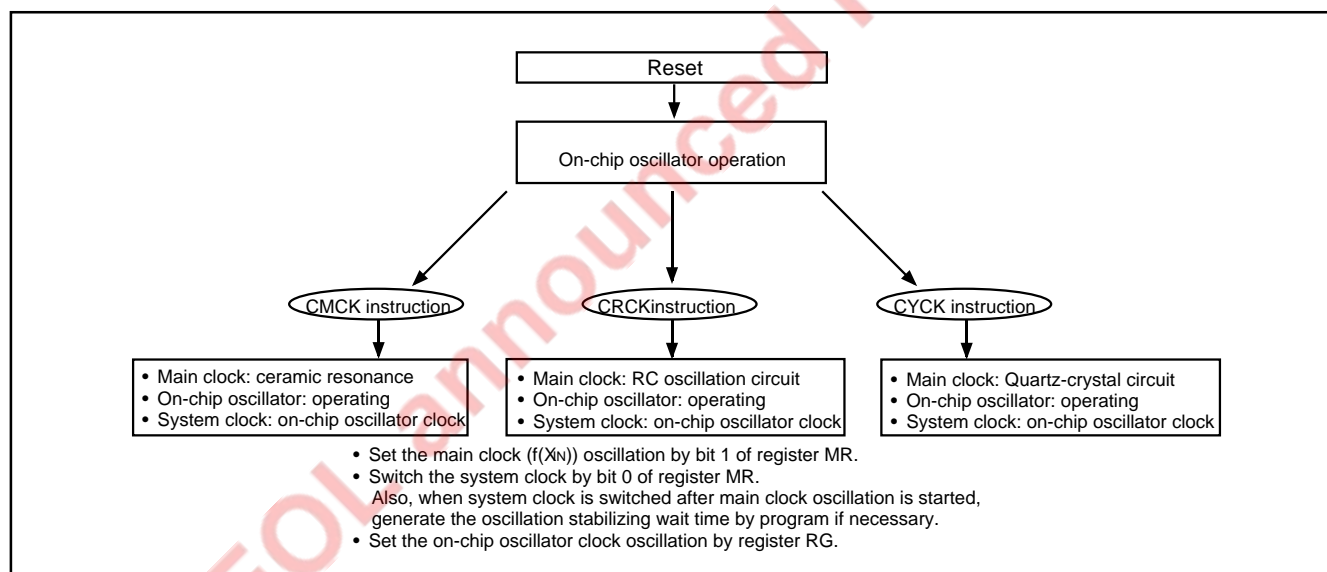 Reset
On-chip oscillator operation
CMCK instruction
CRCKinstruction
CYCK instruction
• Main clock: ceramic resonance
• On-chip oscillator: operating
• System clock: on-chip oscillator clock
• Main clock: RC oscillation circuit
• On-chip oscillator: operating
• System clock: on-chip oscillator clock
• Main clock: Quartz-crystal circuit
• On-chip oscillator: operating
• System clock: on-chip oscillator clock
• Set the main clock (f(XIN)) oscillation by bit 1 of register MR.
• Switch the system clock by bit 0 of register MR.
Also, when system clock is switched after main clock oscillation is started,
generate the oscillation stabilizing wait time by program if necessary.
• Set the on-chip oscillator clock oscillation by register RG.
EOL announced